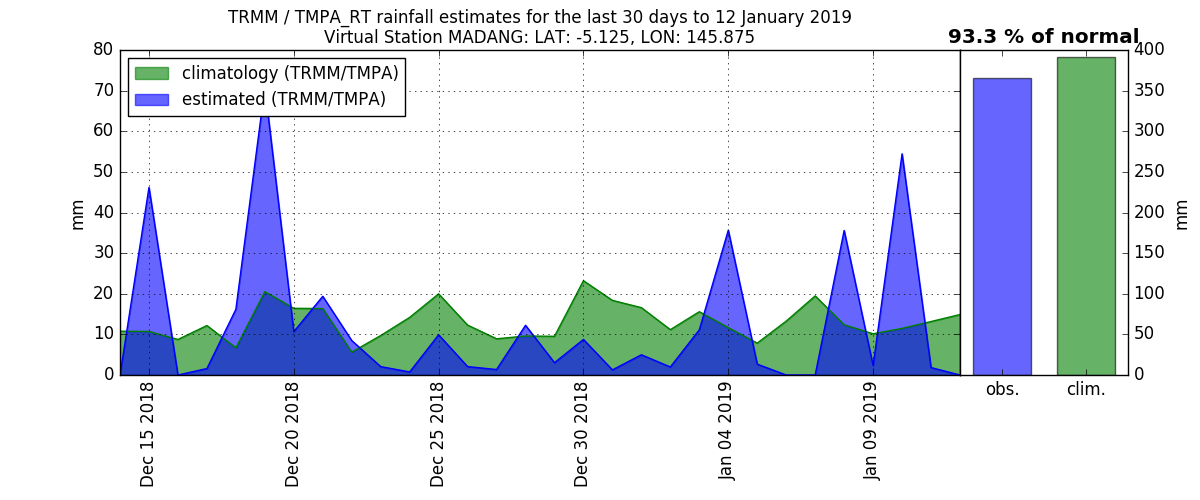 TRMM / TMPA_RT rainfall estimates for the last 30 days to 12 January 2019
Virtual Station MADANG: LAT: -5.125, LON: 145.875
93.3 % of normal
climatology (TRMM/TMPA)
estimated (TRMM/TMPA)
mm
80
70
60
50
40
30
20
10
0
Dec 15 2018
Dec 20 2018
Dec 25 2018
Dec 30 2018
Jan 04 2019
Jan 09 2019
obs.
clim.
400
350
300
250
200
150
100
50
0
mm